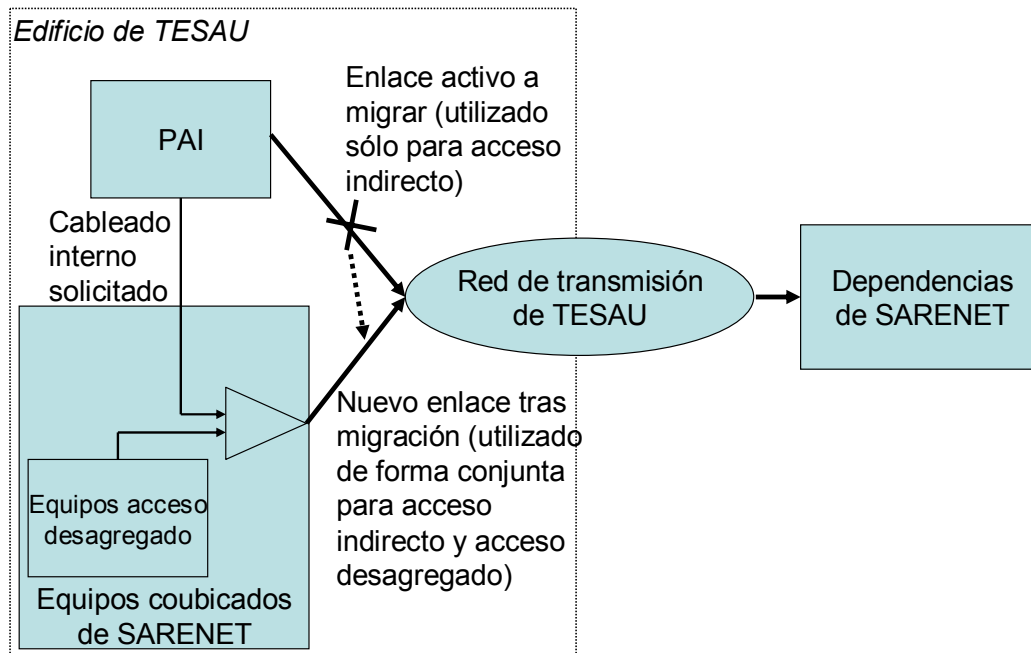 Edificio de TESAU
PAI
Enlace activo a
migrar (utilizado
sólo para acceso
indirecto)
Cableado
interno
solicitado
Red de transmisión
de TESAU
Dependencias
de SARENET
Nuevo enlace tras
migración (utilizado
de forma conjunta
para acceso
indirecto y acceso
desagregado)
Equipos acceso
desagregado
Equipos coubicados
de SARENET